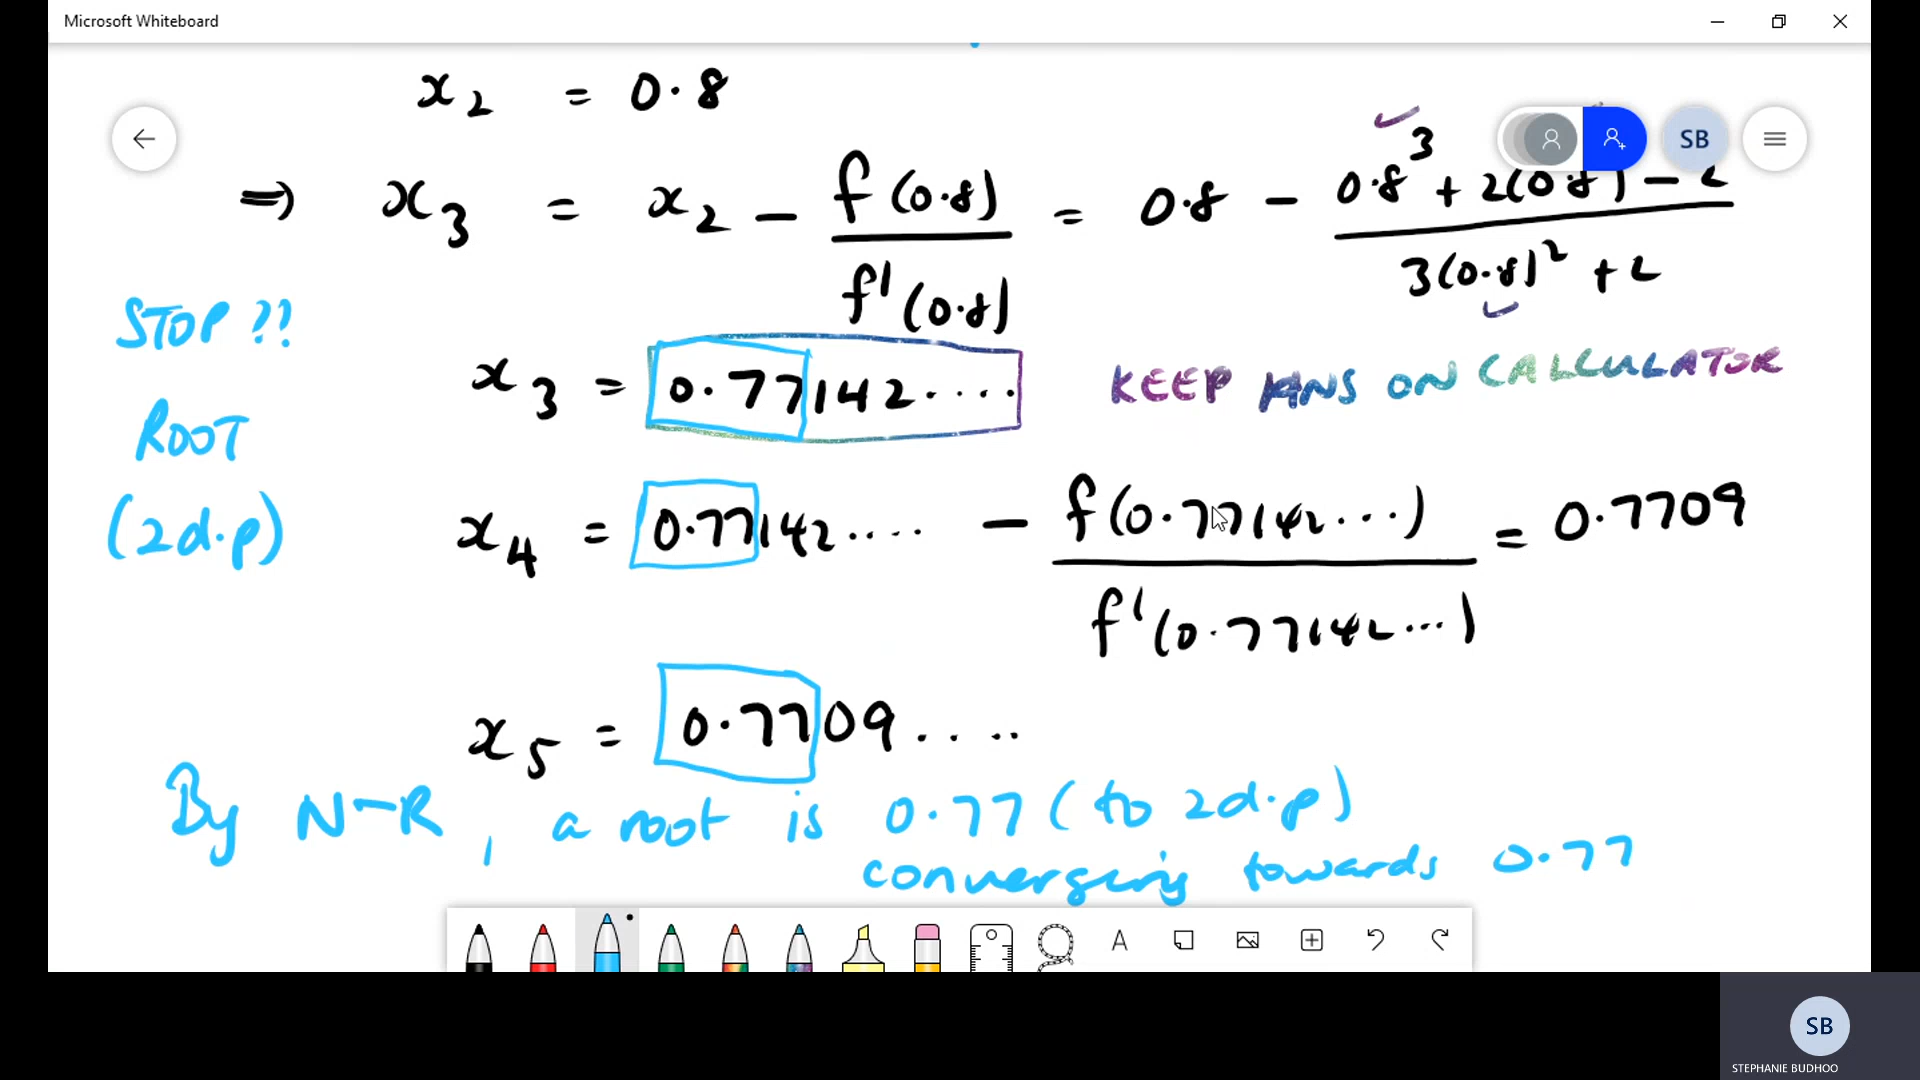 Microsoft Whiteboard
x₂ = 0.8
⇒ x₃ = x₂ − f(0.8)/f'(0.8) = 0.8 − (0.8³ + 2(0.8) − 2)/(3(0.8)² + 2)
SB
STOP ??
x₃ = 0.77142.... KEEP ANS ON CALCULATOR
ROOT
(2d.p)
x₄ = 0.77142.... − f(0.77142...)/f'(0.77142...) = 0.7709
x₅ = 0.7709.....
By N-R, a root is 0.77 (to 2d.p)
converging towards 0.77
SB
STEPHANIE BUDHOO